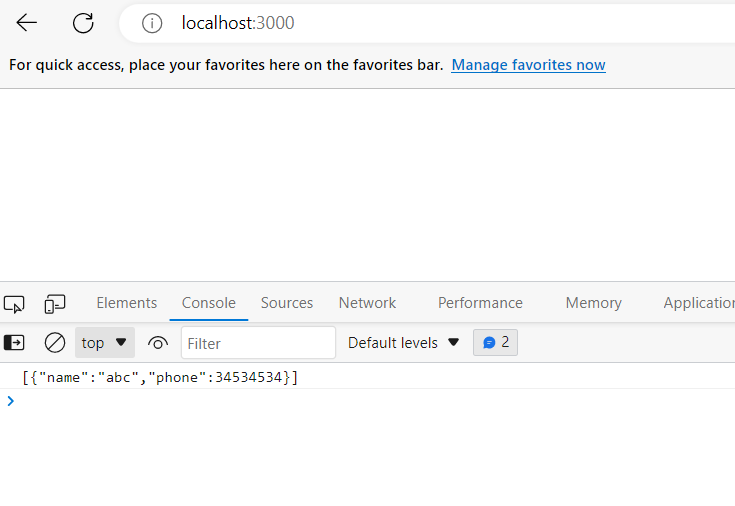 localhost:3000
For quick access, place your favorites here on the favorites bar. Manage favorites now
Elements Console Sources Network Performance Memory Application
top Filter Default levels 2
[{"name":"abc","phone":34534534}]